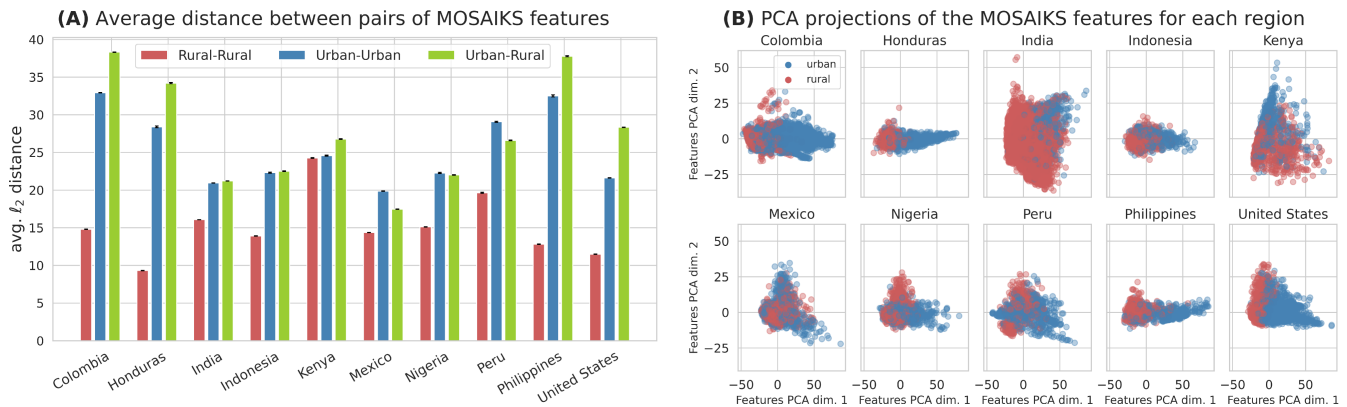 (A) Average distance between pairs of MOSAIKS features
Rural-Rural Urban-Urban Urban-Rural
avg. ℓ2 distance
40
35
30
25
20
15
10
5
0
Colombia
Honduras
India
Indonesia
Kenya
Mexico
Nigeria
Peru
Philippines
United States
(B) PCA projections of the MOSAIKS features for each region
Colombia Honduras India Indonesia Kenya
urban
rural
Features PCA dim. 2
50
25
0
−25
Mexico Nigeria Peru Philippines United States
Features PCA dim. 2
50
25
0
−25
−50 0 50 −50 0 50 −50 0 50 −50 0 50 −50 0 50
Features PCA dim. 1 Features PCA dim. 1 Features PCA dim. 1 Features PCA dim. 1 Features PCA dim. 1